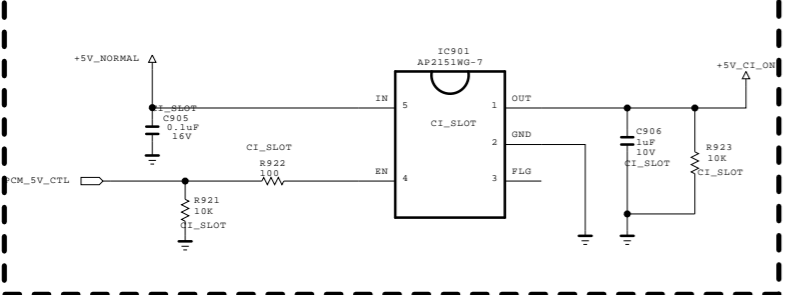 IC901
AP2151WG-7
+5V_NORMAL
+5V_CI_ON
IN
5
1
OUT
CI_SLOT
C905
0.1uF
16V
CI_SLOT
2
GND
C906
1uF
10V
CI_SLOT
R923
10K
CI_SLOT
CI_SLOT
R922
100
PCM_5V_CTL
EN
4
3
FLG
R921
10K
CI_SLOT